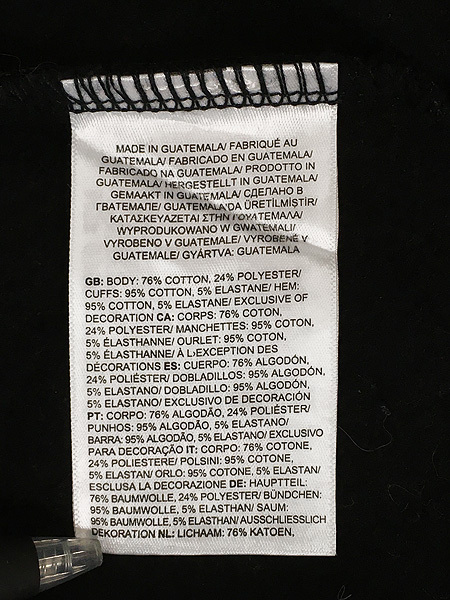 MADE IN GUATEMALA/ FABRIQUÉ AU
GUATEMALA/ FABRICADO EN GUATEMALA/
FABRICADO NA GUATEMALA/ PRODOTTO IN
GUATEMALA/ HERGESTELLT IN GUATEMALA/
GEMAAKT IN GUATEMALA/ СДЕЛАНО В
ГВАТЕМАЛЕ/ GUATEMALA'DA ÜRETİLMİŞTİR/
ΚΑΤΑΣΚΕΥΑΖΕΤΑΙ ΣΤΗΝ ΓΟΥΑΤΕΜΑΛΑ/
WYPRODUKOWANO W GWATEMALI/
VYROBENO V GUATEMALE/ VYROBENÉ V
GUATEMALE/ GYÁRTVA: GUATEMALA
GB: BODY: 76% COTTON, 24% POLYESTER/
CUFFS: 95% COTTON, 5% ELASTANE/ HEM:
95% COTTON, 5% ELASTANE/ EXCLUSIVE OF
DECORATION CA: CORPS: 76% COTON,
24% POLYESTER/ MANCHETTES: 95% COTON,
5% ÉLASTHANNE/ OURLET: 95% COTON,
5% ÉLASTHANNE/ À L'EXCEPTION DES
DÉCORATIONS ES: CUERPO: 76% ALGODÓN,
24% POLIÉSTER/ DOBLADILLOS: 95% ALGODÓN,
5% ELASTANO/ DOBLADILLO: 95% ALGODÓN,
5% ELASTANO/ EXCLUSIVO DE DECORACIÓN
PT: CORPO: 76% ALGODÃO, 24% POLIÉSTER/
PUNHOS: 95% ALGODÃO, 5% ELASTANO/
BARRA: 95% ALGODÃO, 5% ELASTANO/ EXCLUSIVO
PARA DECORAÇÃO IT: CORPO: 76% COTONE,
24% POLIESTERE/ POLSINI: 95% COTONE,
5% ELASTAN/ ORLO: 95% COTONE, 5% ELASTAN/
ESCLUSA LA DECORAZIONE DE: HAUPTTEIL:
76% BAUMWOLLE, 24% POLYESTER/ BÜNDCHEN:
95% BAUMWOLLE, 5% ELASTHAN/ SAUM:
95% BAUMWOLLE, 5% ELASTHAN/ AUSSCHLIESSLICH
DEKORATION NL: LICHAAM: 76% KATOEN,